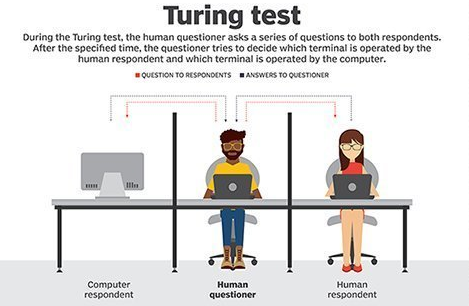 Turing test
During the Turing test, the human questioner asks a series of questions to both respondents.
After the specified time, the questioner tries to decide which terminal is operated by the
human respondent and which terminal is operated by the computer.
QUESTION TO RESPONDENTS ANSWERS TO QUESTIONER
Computer
respondent
Human
questioner
Human
respondent